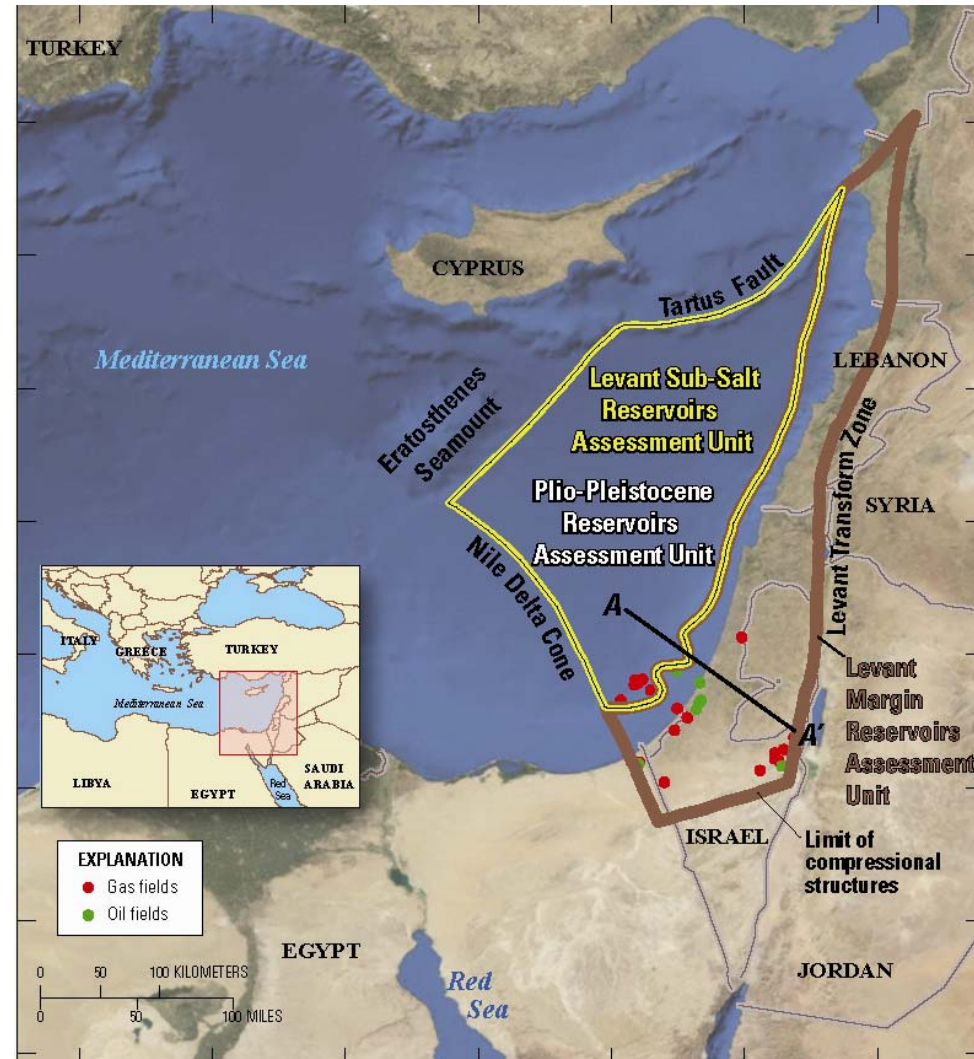 TURKEY
CYPRUS
Tartus Fault
Mediterranean Sea
LEBANON
Levant Sub-Salt
Reservoirs
Assessment Unit
Eratosthenes
Seamount
Plio-Pleistocene
Reservoirs
Assessment Unit
SYRIA
Levant Transform Zone
Nile Delta Cone
A
A'
Levant
Margin
Reservoirs
Assessment
Unit
ITALY
GREECE
TURKEY
Mediterranean Sea
LIBYA
EGYPT
Red
Sea
SAUDI
ARABIA
ISRAEL
Limit of
compressional
structures
EXPLANATION
Gas fields
Oil fields
EGYPT
JORDAN
Red
Sea
0 50 100 KILOMETERS
0 50 100 MILES